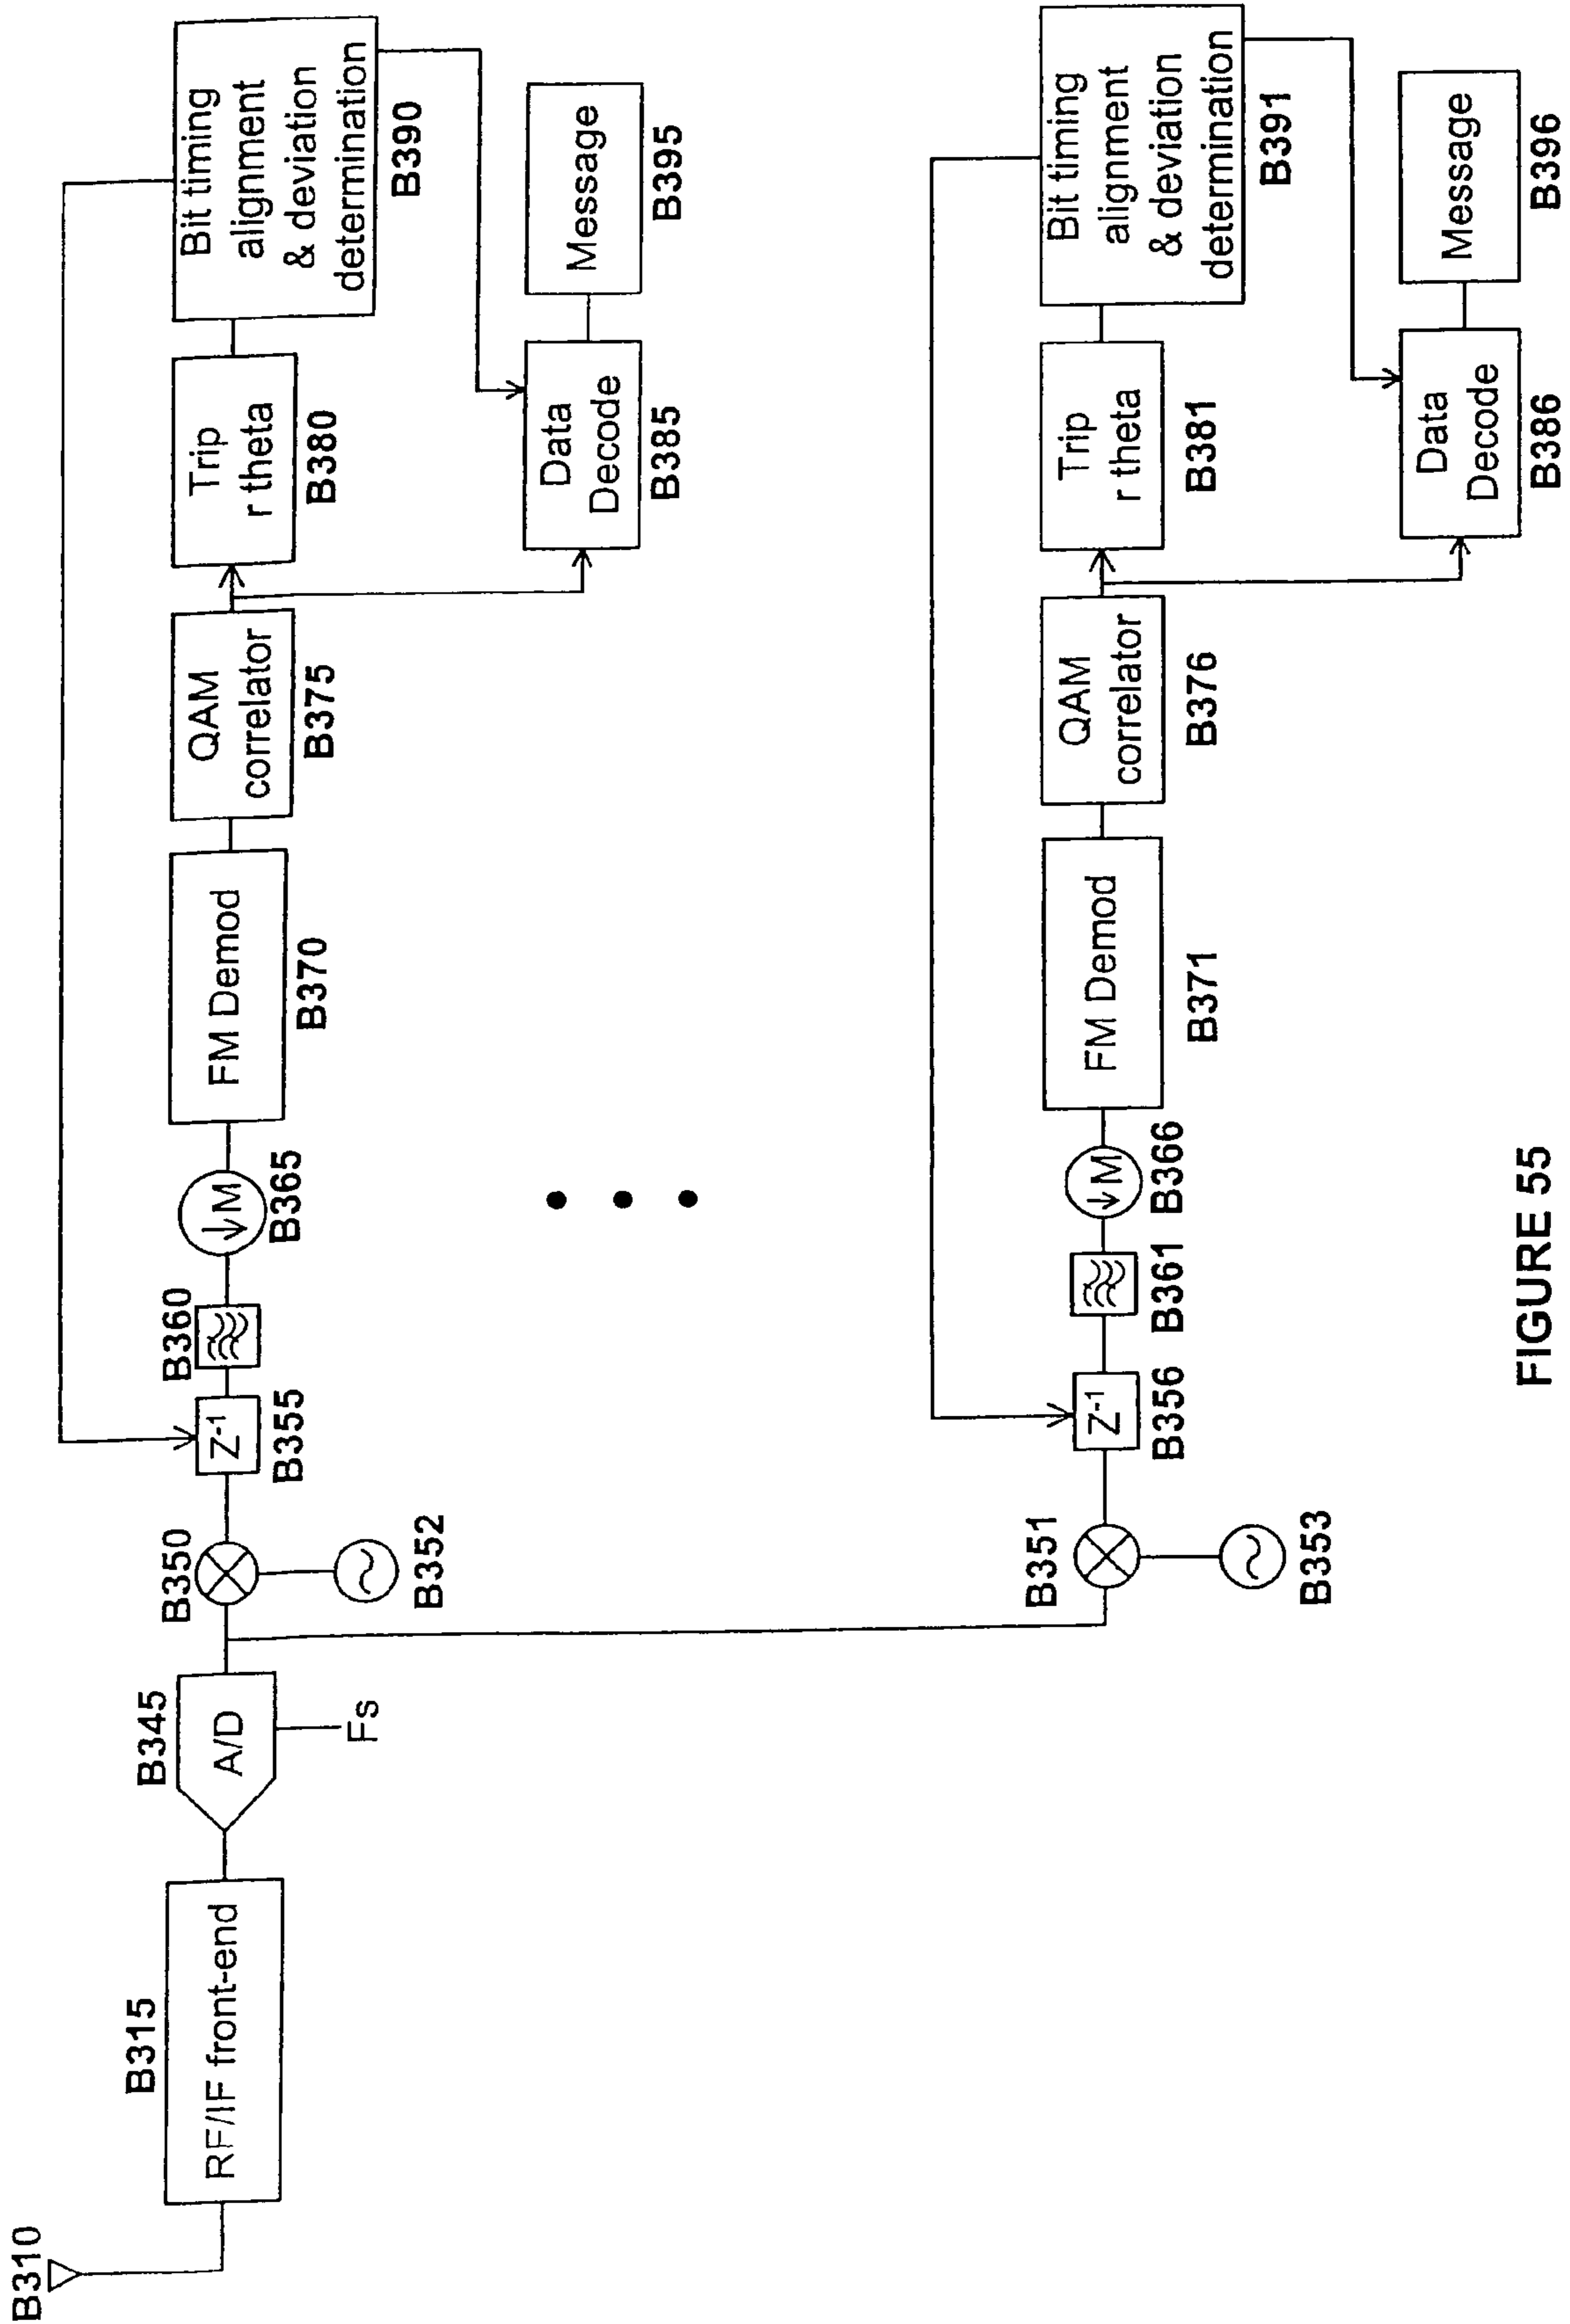 B310
B315
RF/IF front-end
B345
A/D
Fs
B350
B352
Z-1
B355
B360
↓M
B365
FM Demod
B370
QAM
correlator
B375
Trip
r theta
B380
Bit timing
alignment
& deviation
determination
B390
Data
Decode
B385
Message
B395
B351
B353
Z-1
B356
B361
↓M
B366
FM Demod
B371
QAM
correlator
B376
Trip
r theta
B381
Bit timing
alignment
& deviation
determination
B391
Data
Decode
B386
Message
B396
FIGURE 55